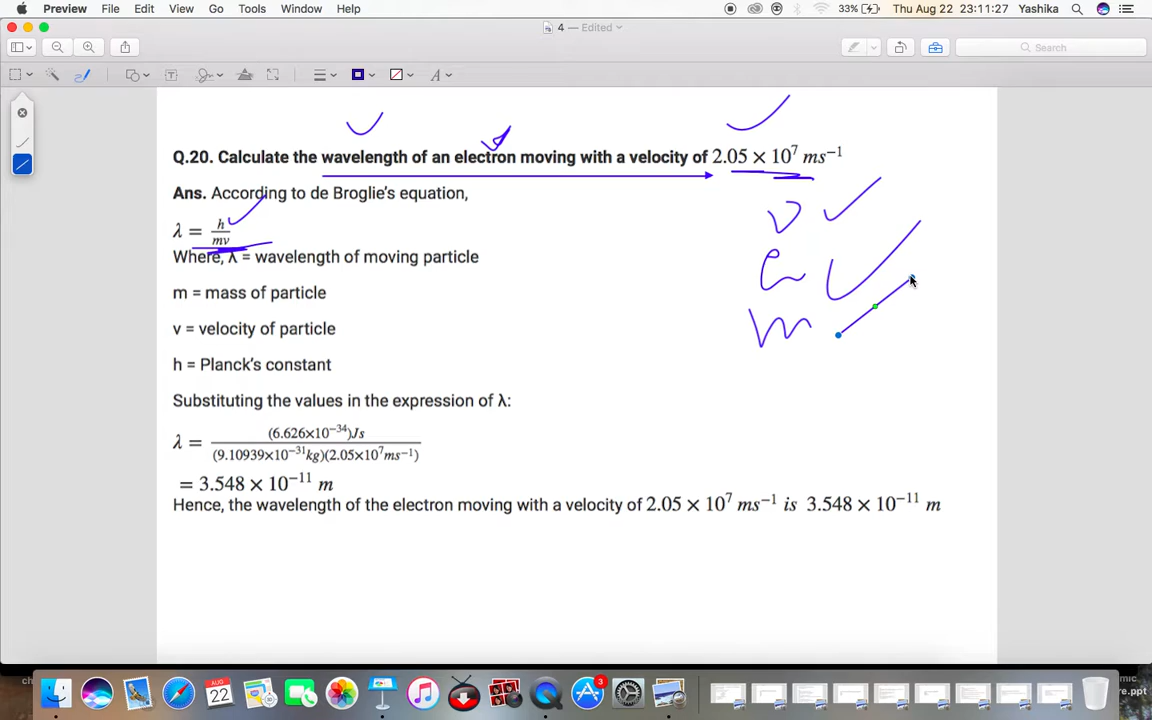 Preview File Edit View Go Tools Window Help 33% Thu Aug 22 23:11:27 Yashika
4 — Edited
Search
Q.20. Calculate the wavelength of an electron moving with a velocity of 2.05 × 10⁷ ms⁻¹
Ans. According to de Broglie's equation,
λ = h/mv
Where, λ = wavelength of moving particle
m = mass of particle
v = velocity of particle
h = Planck's constant
Substituting the values in the expression of λ:
λ = (6.626×10⁻³⁴)Js / (9.10939×10⁻³¹kg)(2.05×10⁷ms⁻¹)
= 3.548 × 10⁻¹¹ m
Hence, the wavelength of the electron moving with a velocity of 2.05 × 10⁷ ms⁻¹ is 3.548 × 10⁻¹¹ m
v
e
m
AUG
22
3
re.ppt